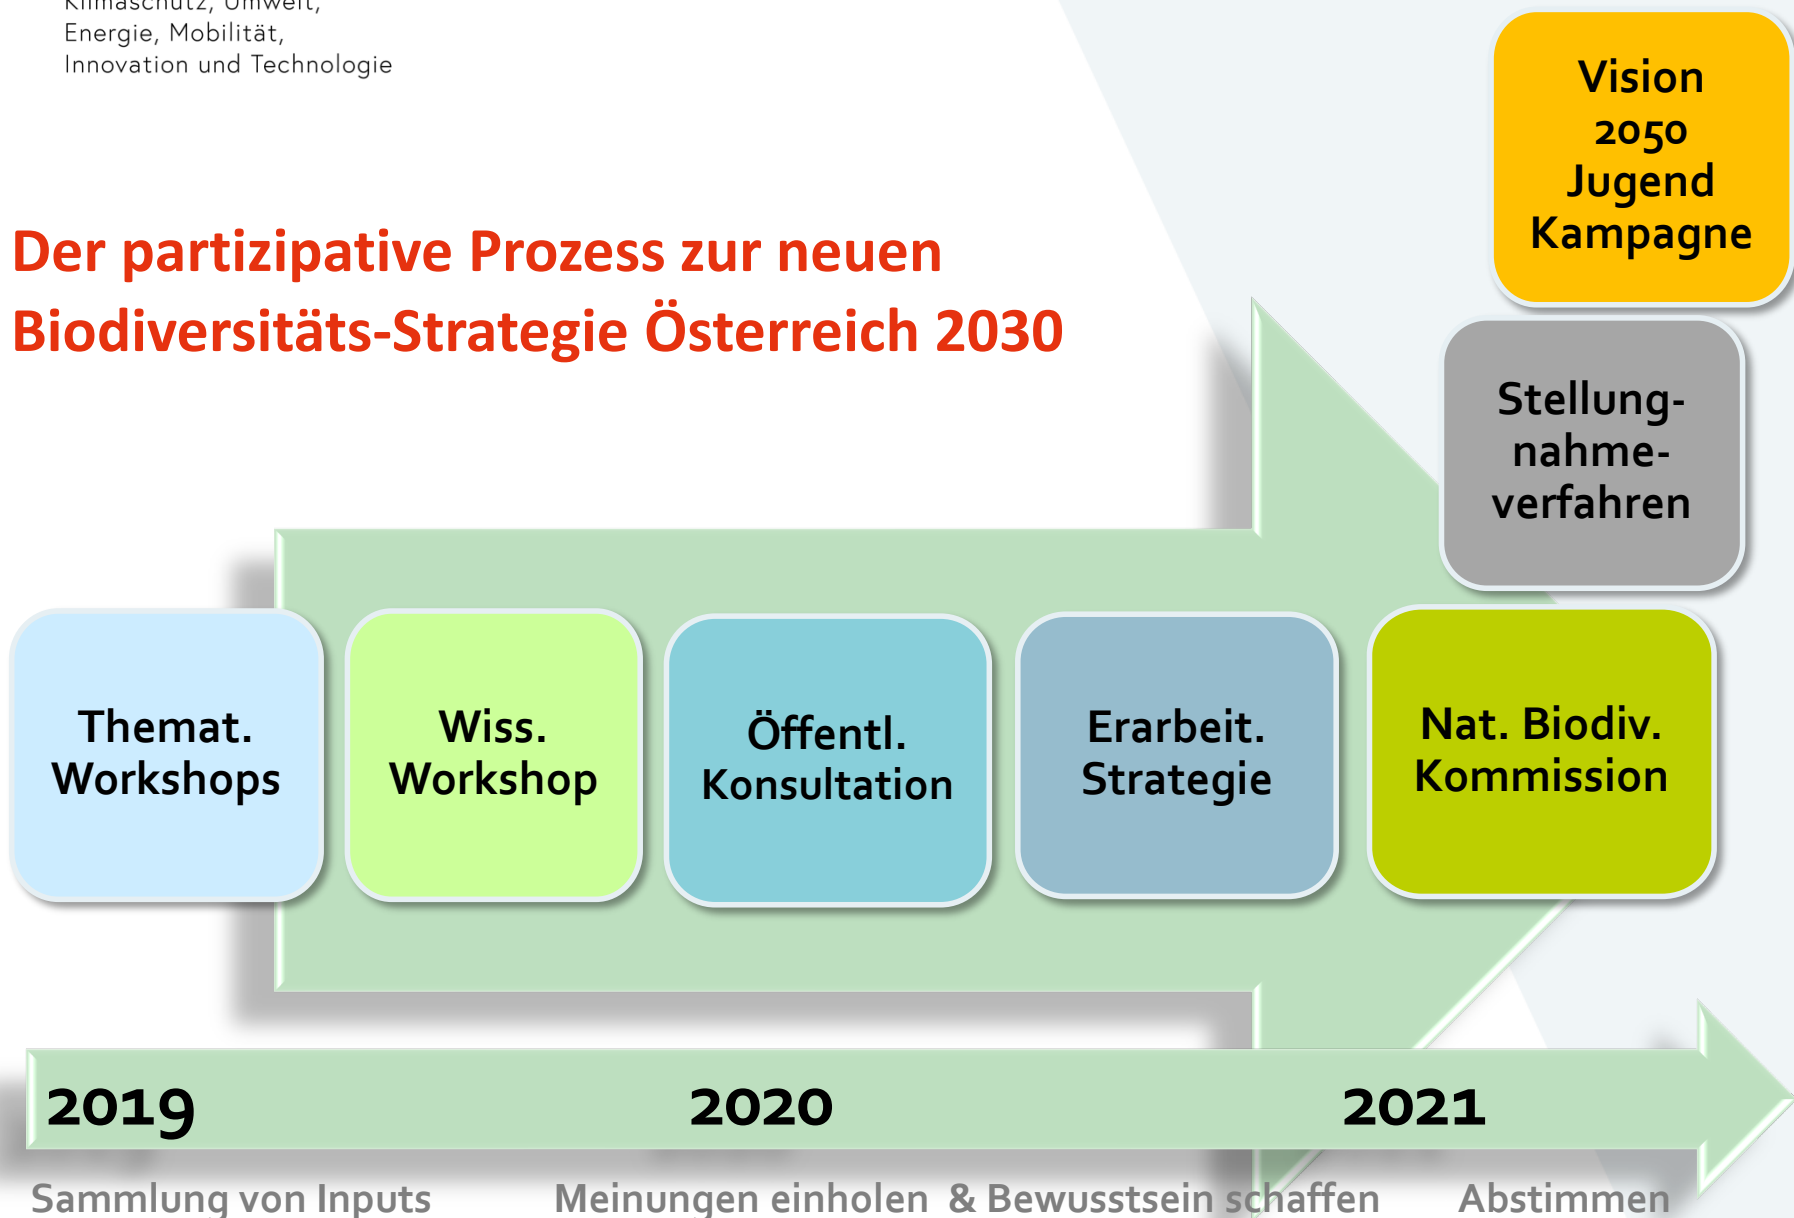 Klimaschutz, Umwelt,
Energie, Mobilität,
Innovation und Technologie
Vision
2050
Jugend
Kampagne
Der partizipative Prozess zur neuen
Biodiversitäts-Strategie Österreich 2030
Stellung-
nahme-
verfahren
Themat.
Workshops
Wiss.
Workshop
Öffentl.
Konsultation
Erarbeit.
Strategie
Nat. Biodiv.
Kommission
2019 2020 2021
Sammlung von Inputs Meinungen einholen & Bewusstsein schaffen Abstimmen